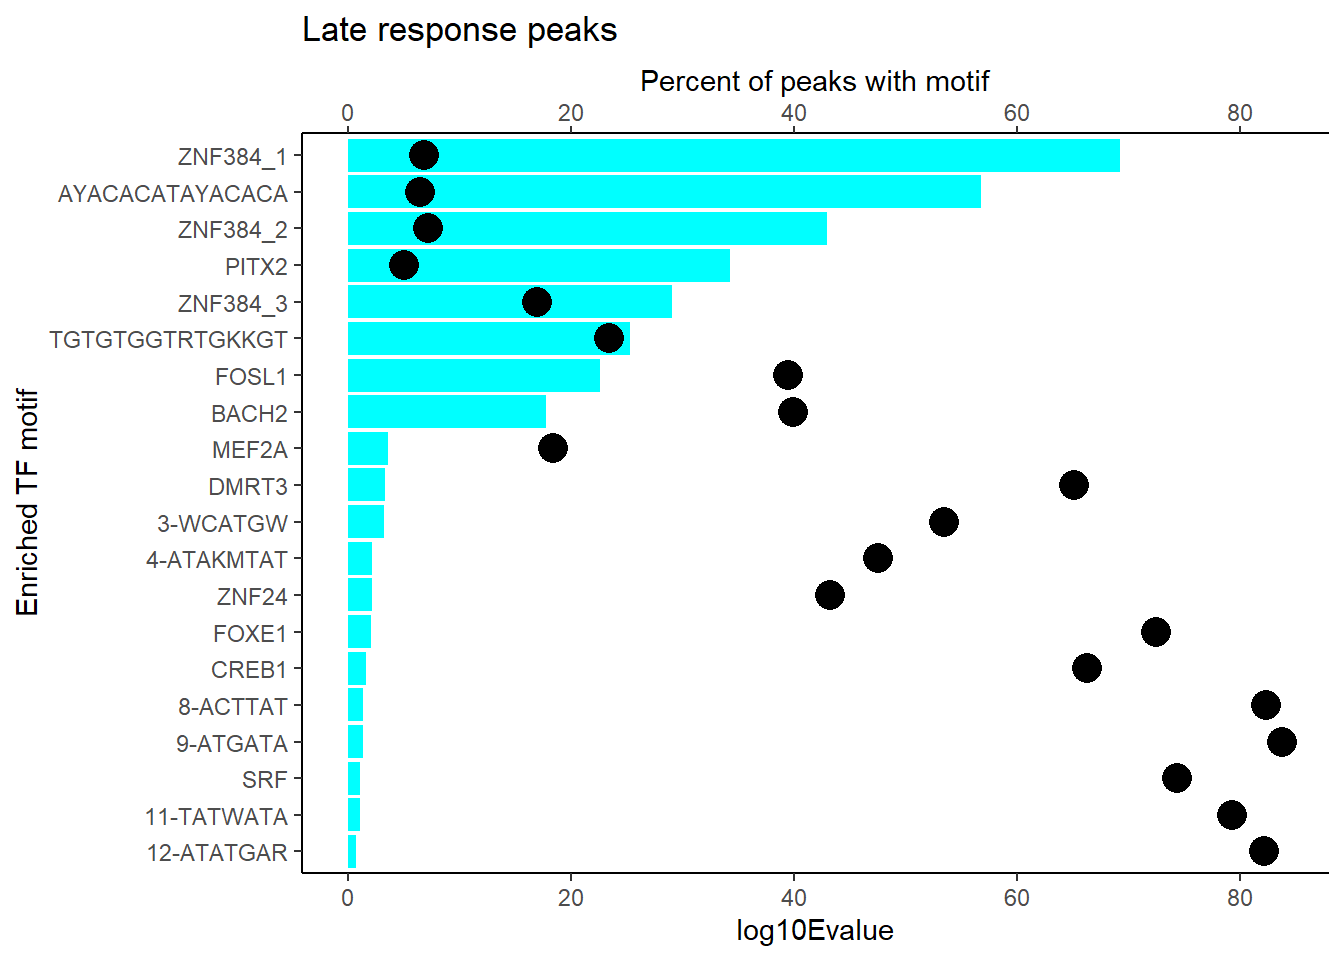 Late response peaks
Percent of peaks with motif
0 20 40 60 80
ZNF384_1
AYACACATAYACACA
ZNF384_2
PITX2
ZNF384_3
TGTGTGGTRTGKKGT
FOSL1
BACH2
MEF2A
DMRT3
3-WCATGW
4-ATAKMTAT
ZNF24
FOXE1
CREB1
8-ACTTAT
9-ATGATA
SRF
11-TATWATA
12-ATATGAR
Enriched TF motif
0 20 40 60 80
log10Evalue